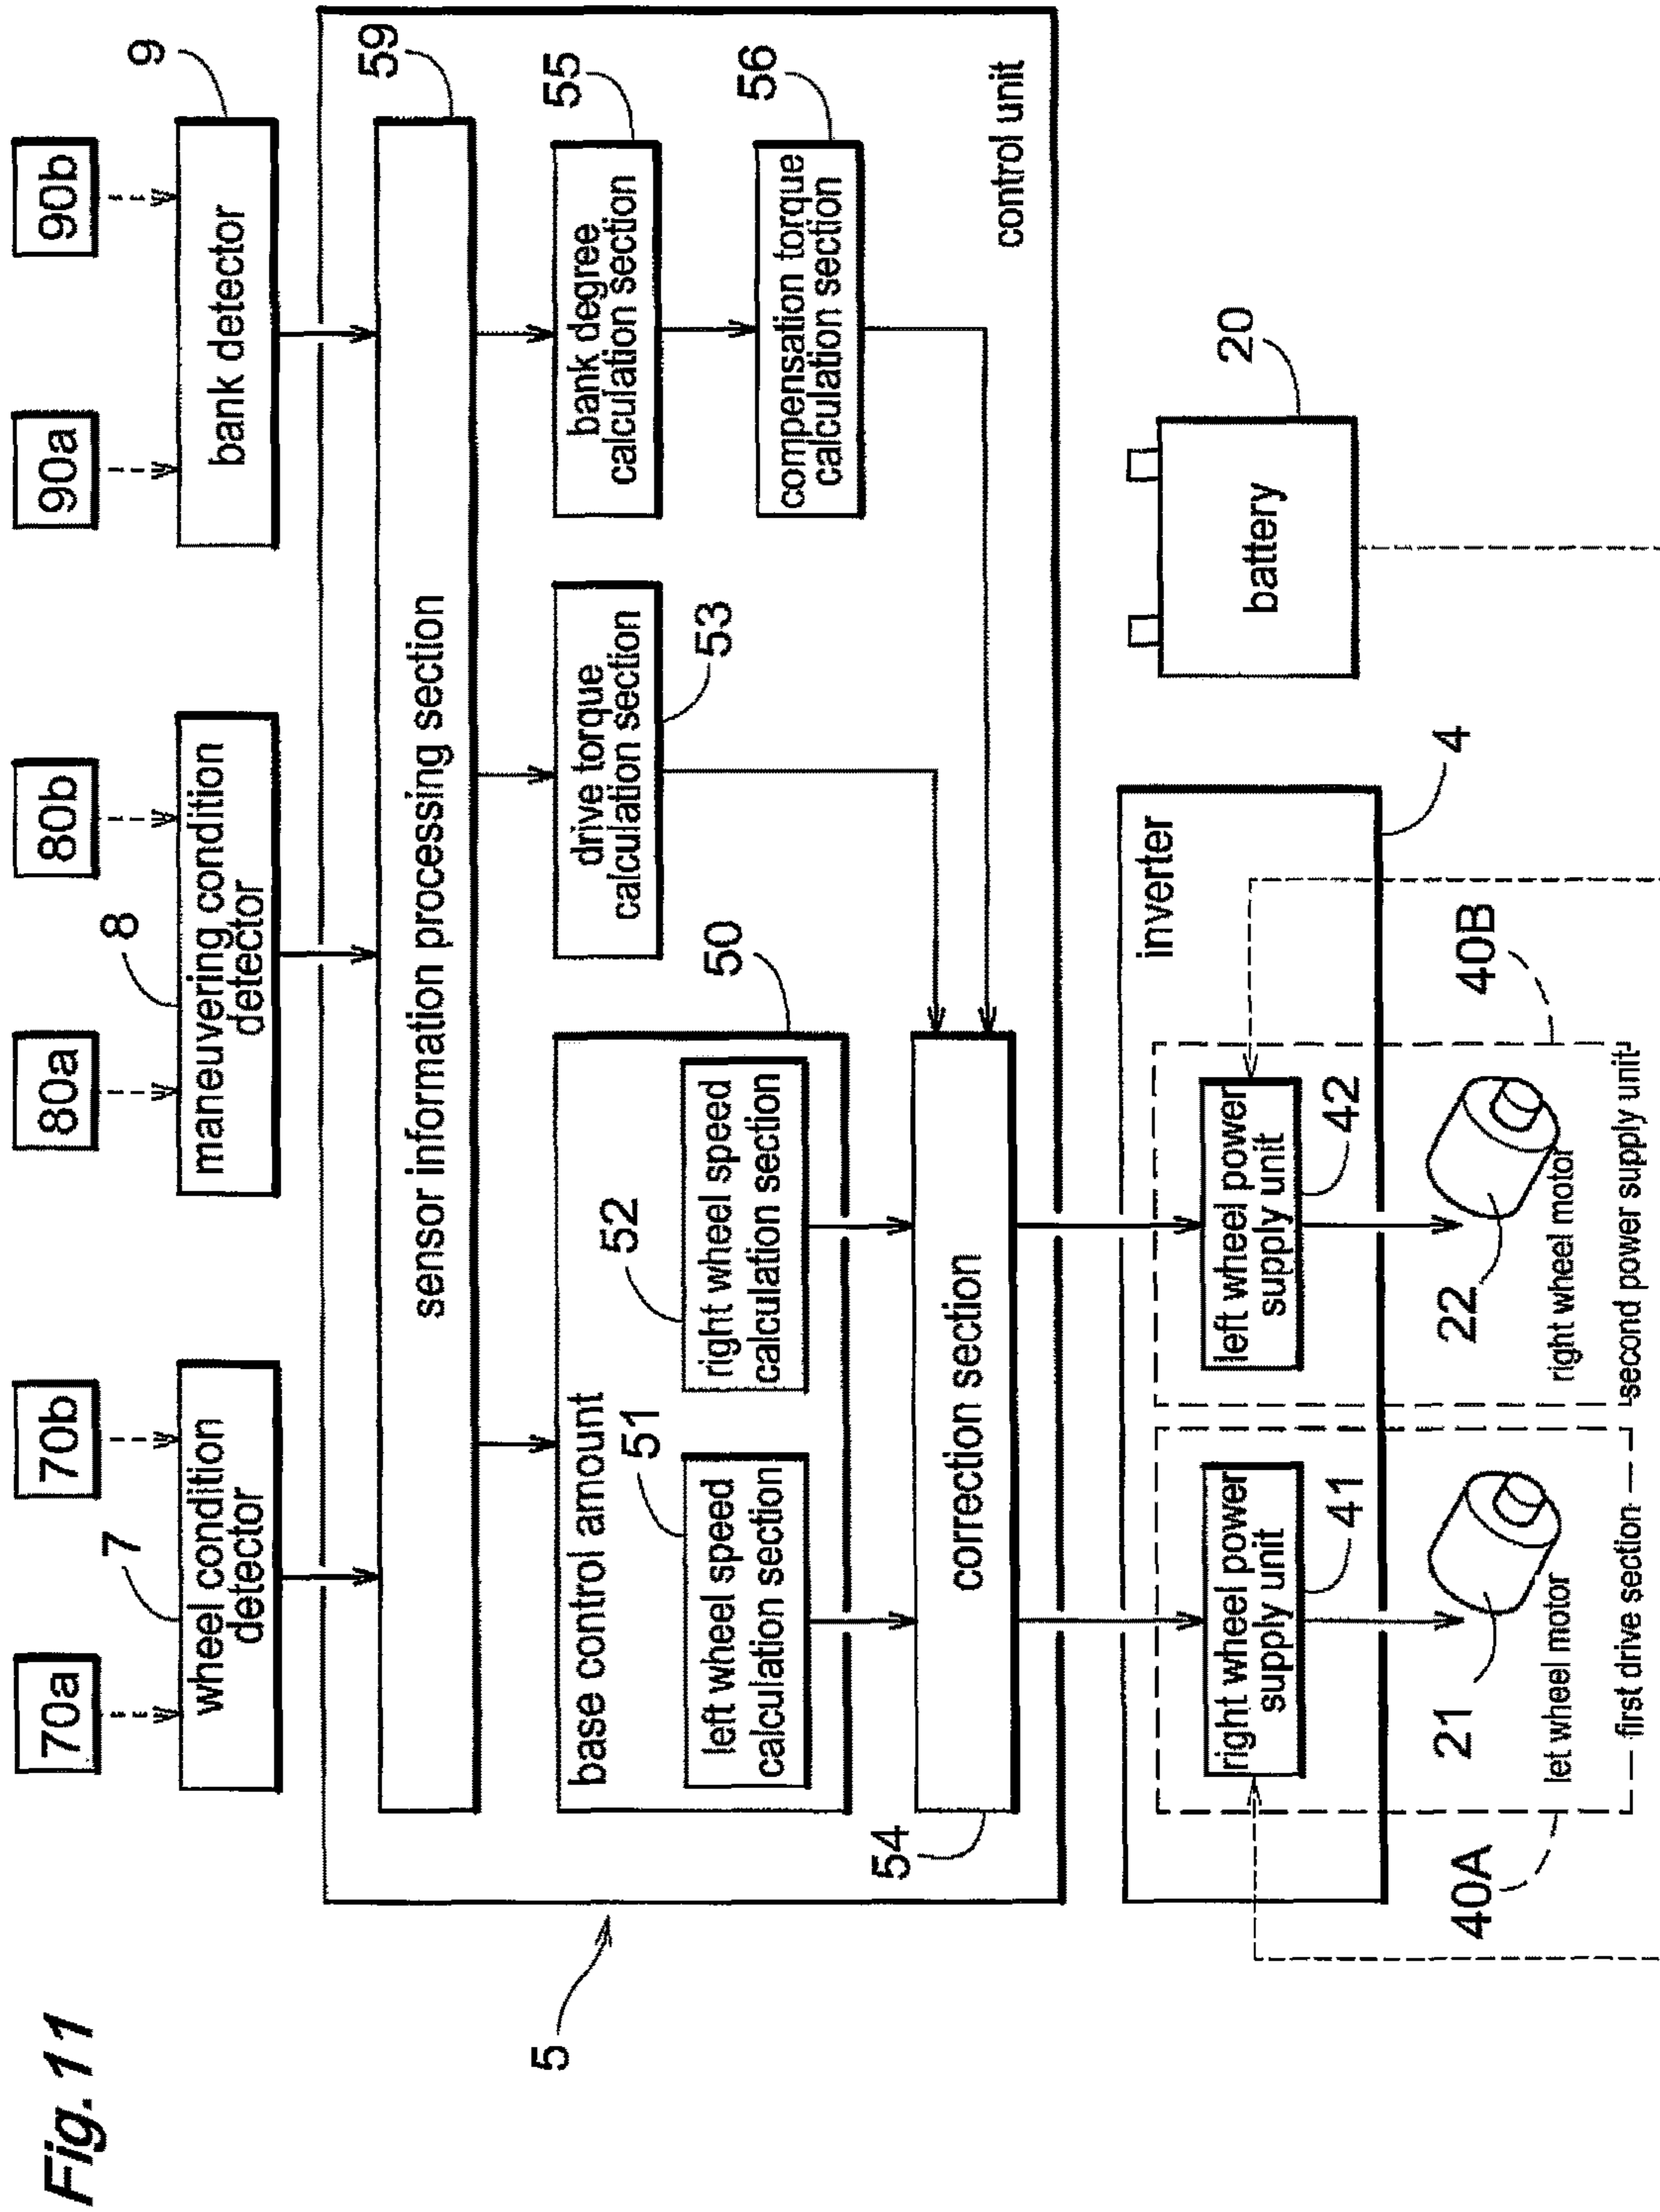 Fig. 11
70a
70b
80a
80b
90a
90b
7
8
9
wheel condition
detector
maneuvering condition
detector
bank detector
5
sensor information processing section
59
base control amount
50
51
left wheel speed
calculation section
52
right wheel speed
calculation section
drive torque
calculation section
53
bank degree
calculation section
55
compensation torque
calculation section
56
54
correction section
control unit
inverter
4
right wheel power
supply unit
41
left wheel power
supply unit
42
21
let wheel motor
22
right wheel motor
first drive section
second power supply unit
40A
40B
battery
20